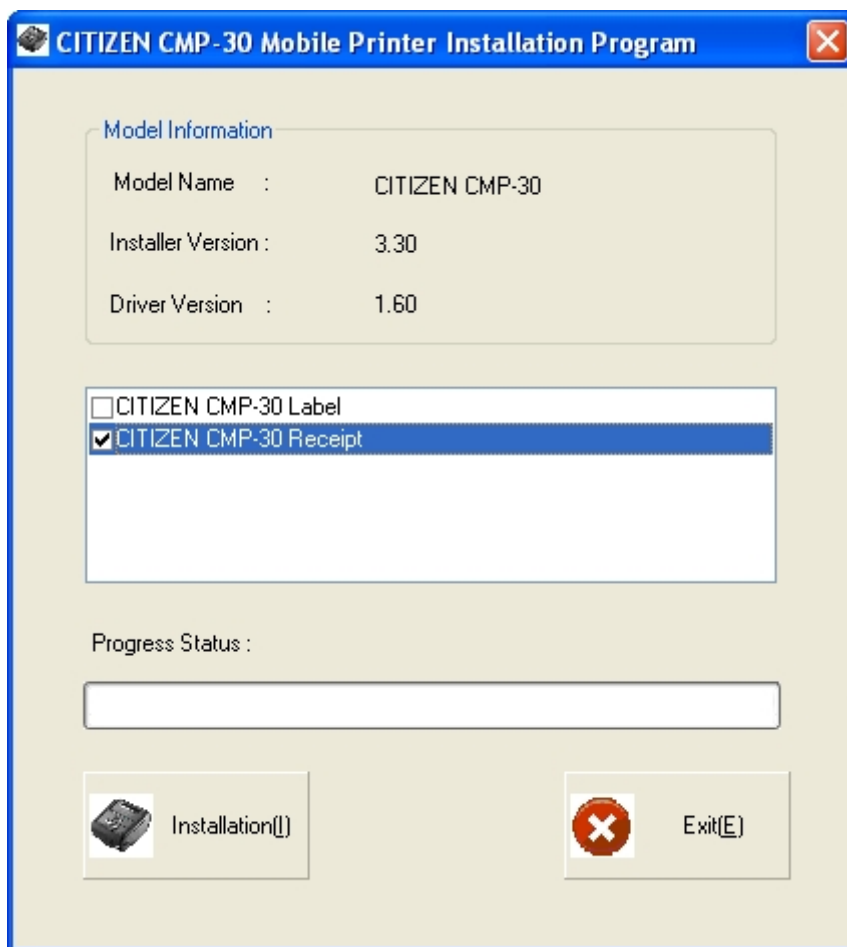 CITIZEN CMP-30 Mobile Printer Installation Program
Model Information
Model Name : CITIZEN CMP-30
Installer Version : 3.30
Driver Version : 1.60
CITIZEN CMP-30 Label
CITIZEN CMP-30 Receipt
Progress Status :
Installation(I) Exit(E)